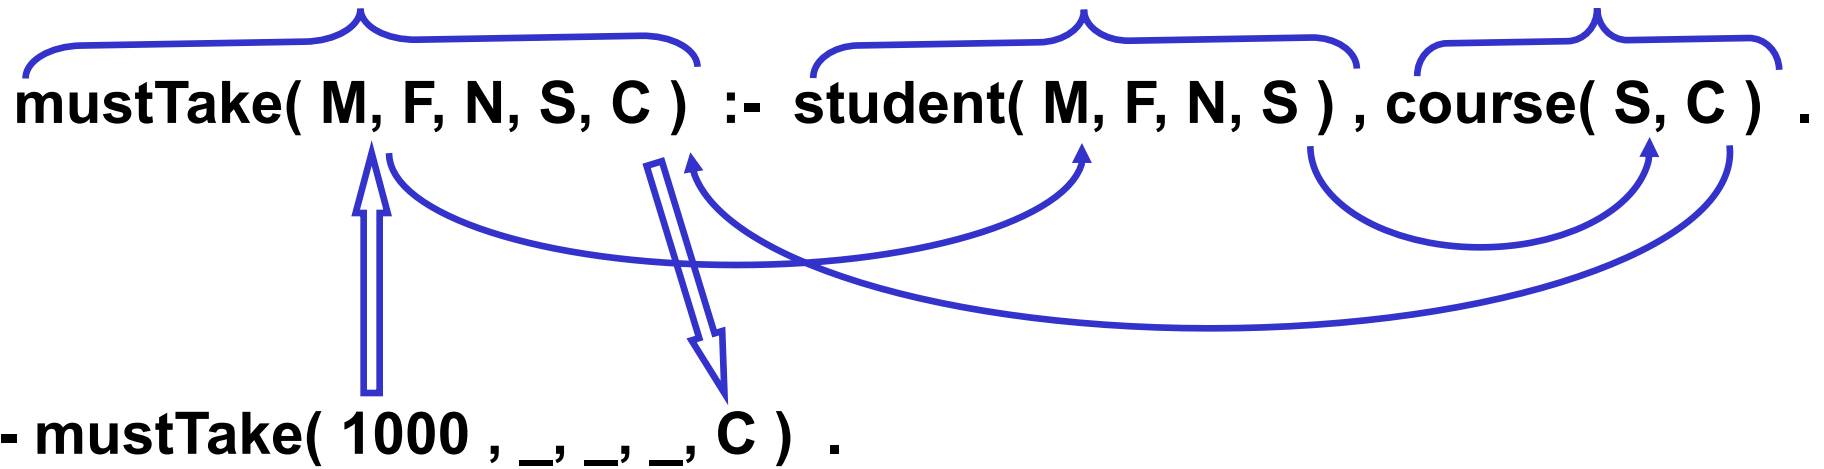 mustTake( M, F, N, S, C ) :- student( M, F, N, S ) , course( S, C ) .
- mustTake( 1000 , _, _, _, C ) .